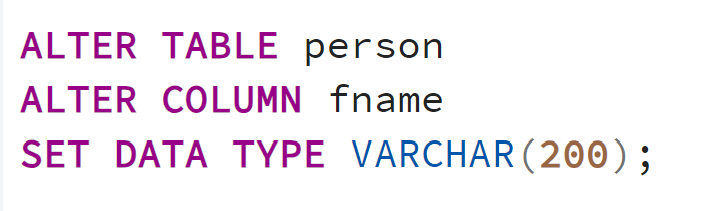 ALTER TABLE person
ALTER COLUMN fname
SET DATA TYPE VARCHAR(200);